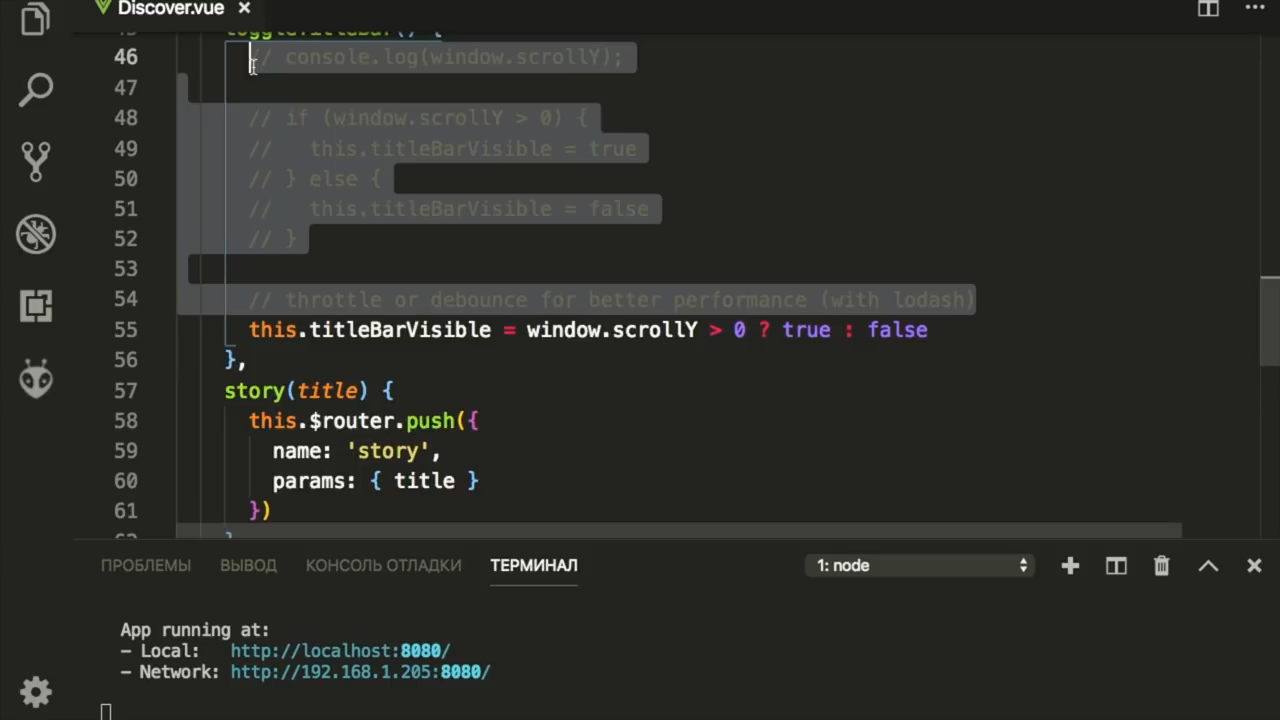 Discover.vue
toggleTitleBar() {
46 // console.log(window.scrollY);
47
48 // if (window.scrollY > 0) {
49 //   this.titleBarVisible = true
50 // } else {
51 //   this.titleBarVisible = false
52 // }
53
54 // throttle or debounce for better performance (with lodash)
55 this.titleBarVisible = window.scrollY > 0 ? true : false
56 },
57 story(title) {
58 this.$router.push({
59 name: 'story',
60 params: { title }
61 })
ПРОБЛЕМЫ ВЫВОД КОНСОЛЬ ОТЛАДКИ ТЕРМИНАЛ 1: node
App running at:
- Local: http://localhost:8080/
- Network: http://192.168.1.205:8080/